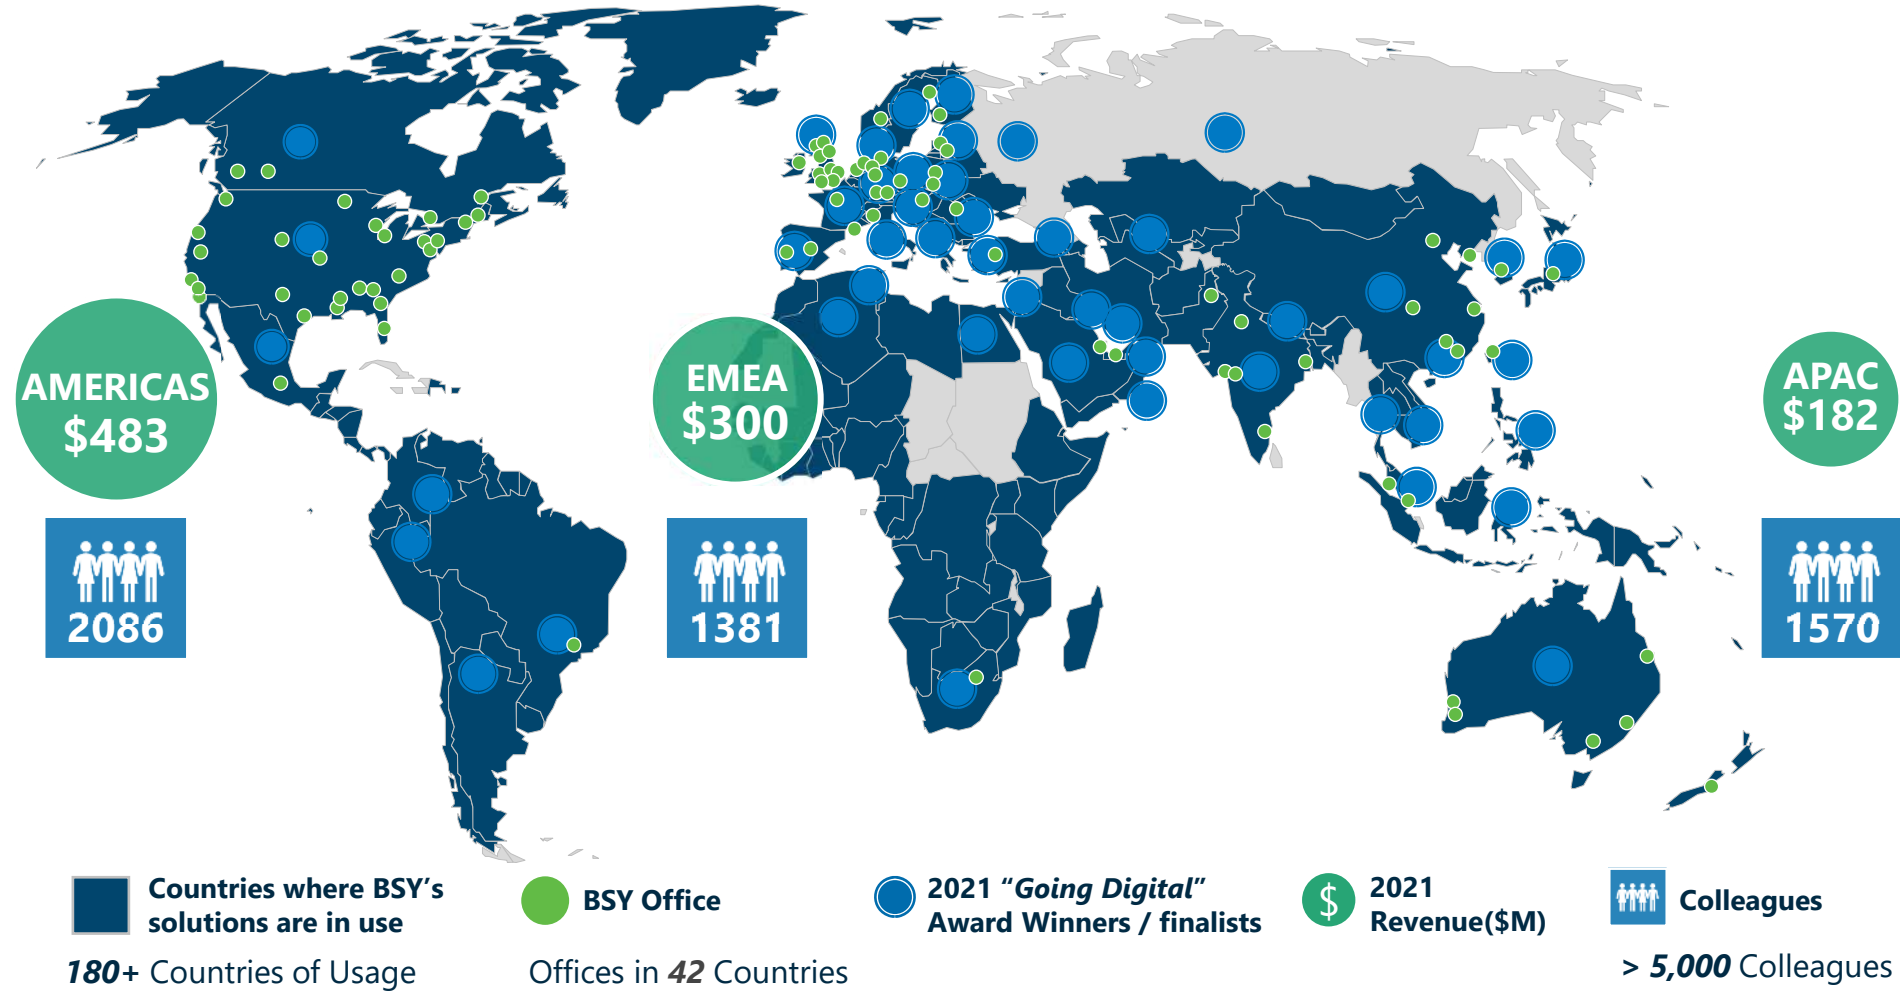 AMERICAS
$483
EMEA
$300
APAC
$182
2086
1381
1570
Countries where BSY’s
solutions are in use
BSY Office
2021 “Going Digital”
Award Winners / finalists
$
2021
Revenue($M)
Colleagues
180+ Countries of Usage
Offices in 42 Countries
> 5,000 Colleagues